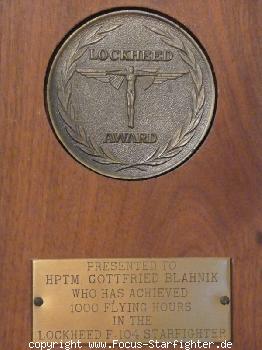 LOCKHEED
AWARD
PRESENTED TO
HPTM GOTTFRIED BLAHNIK
WHO HAS ACHIEVED
1000 FLYING HOURS
IN THE
LOCKHEED F-104 STARFIGHTER
copyright by www.Focus-Starfighter.de